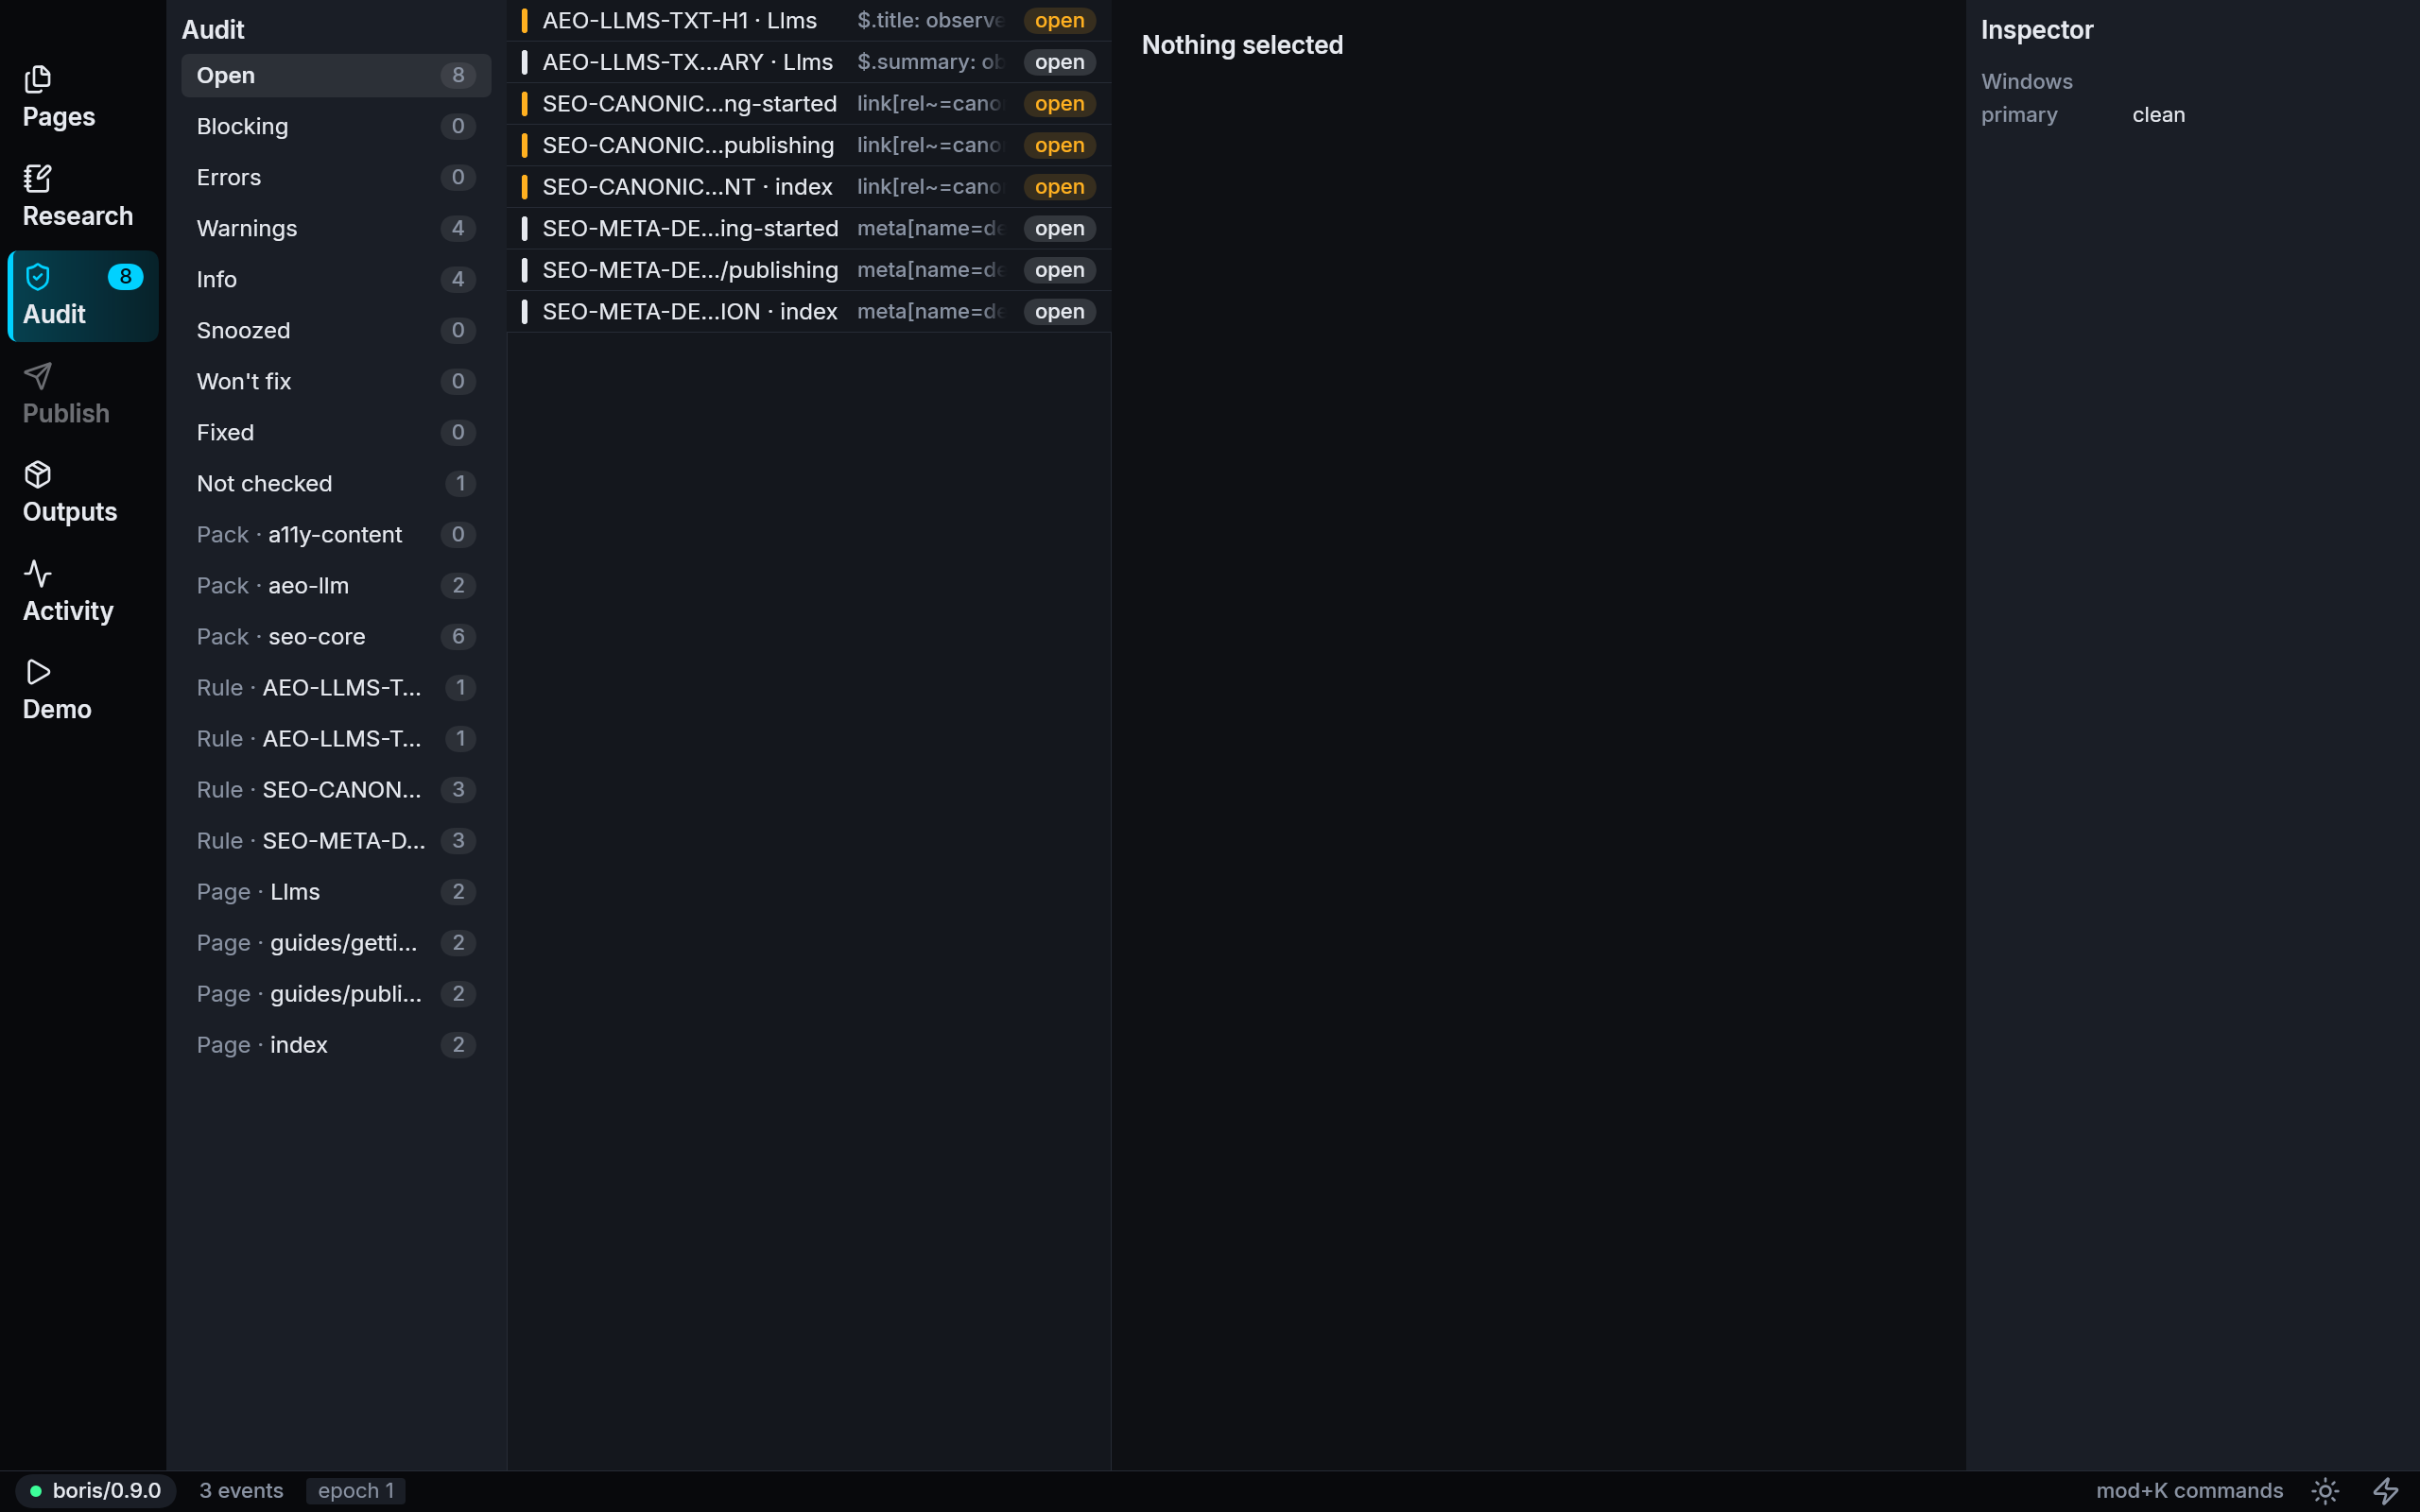 Pages
Research
8
Audit
Publish
Outputs
Activity
Demo
Audit
Open 8
Blocking 0
Errors 0
Warnings 4
Info 4
Snoozed 0
Won't fix 0
Fixed 0
Not checked 1
Pack · a11y-content 0
Pack · aeo-llm 2
Pack · seo-core 6
Rule · AEO-LLMS-T... 1
Rule · AEO-LLMS-T... 1
Rule · SEO-CANON... 3
Rule · SEO-META-D... 3
Page · Llms 2
Page · guides/getti... 2
Page · guides/publi... 2
Page · index 2
AEO-LLMS-TXT-H1 · Llms $.title: observe open
AEO-LLMS-TX...ARY · Llms $.summary: ob open
SEO-CANONIC...ng-started link[rel~=cano open
SEO-CANONIC...publishing link[rel~=cano open
SEO-CANONIC...NT · index link[rel~=cano open
SEO-META-DE...ing-started meta[name=de open
SEO-META-DE.../publishing meta[name=de open
SEO-META-DE...ION · index meta[name=de open
Nothing selected
Inspector
Windows
primary clean
boris/0.9.0 3 events epoch 1 mod+K commands